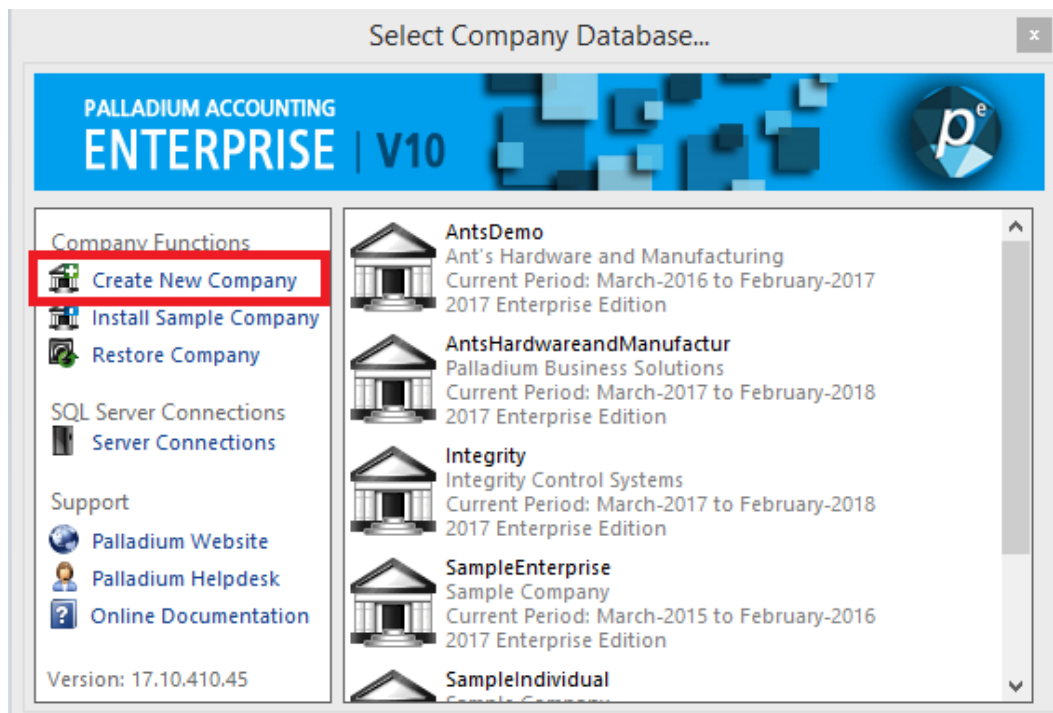 Select Company Database...
x
PALLADIUM ACCOUNTING
ENTERPRISE | V10
pe
Company Functions
Create New Company
Install Sample Company
Restore Company
SQL Server Connections
Server Connections
Support
Palladium Website
Palladium Helpdesk
? Online Documentation
Version: 17.10.410.45
AntsDemo
Ant's Hardware and Manufacturing
Current Period: March-2016 to February-2017
2017 Enterprise Edition
AntsHardwareandManufactur
Palladium Business Solutions
Current Period: March-2017 to February-2018
2017 Enterprise Edition
Integrity
Integrity Control Systems
Current Period: March-2017 to February-2018
2017 Enterprise Edition
SampleEnterprise
Sample Company
Current Period: March-2015 to February-2016
2017 Enterprise Edition
SampleIndividual
Sample Company